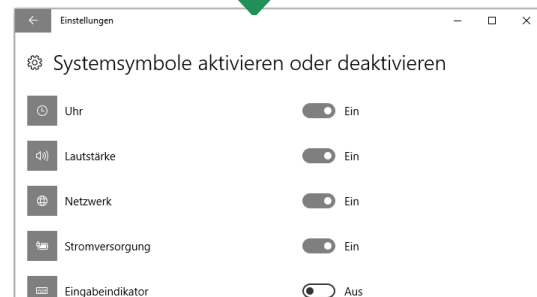 Einstellungen
Systemsymbole aktivieren oder deaktivieren
Uhr Ein
Lautstärke Ein
Netzwerk Ein
Stromversorgung Ein
Eingabeindikator Aus